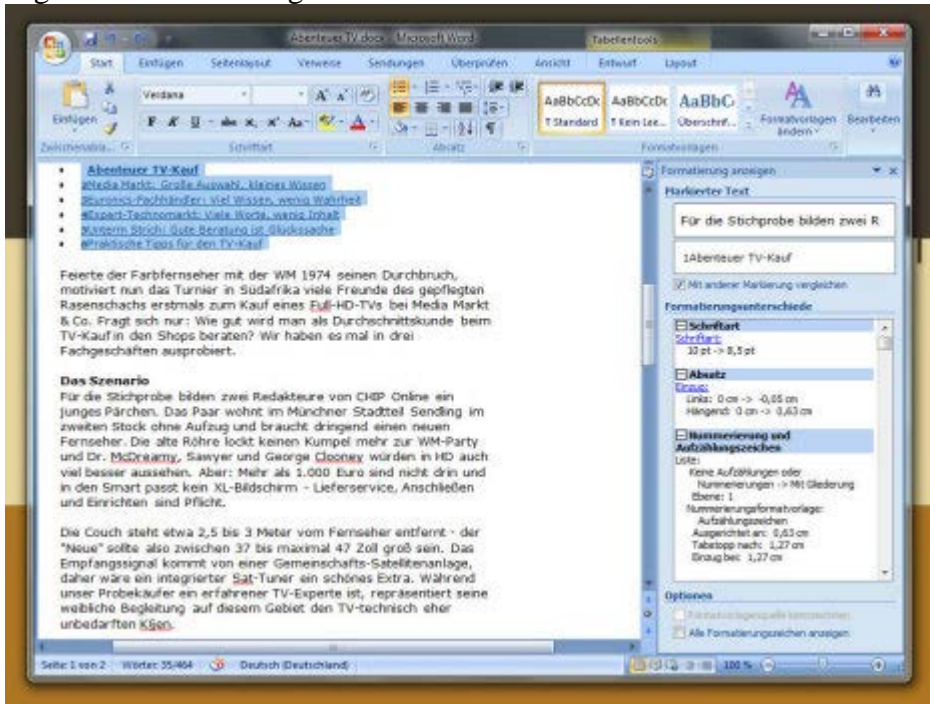 Abenteuer TV.docx - Microsoft Word
Tabellentools
Start Einfügen Seitenlayout Verweise Sendungen Überprüfen Ansicht Entwurf Layout
Verdana
Einfügen
F K U abc x, x² Aa A
AaBbCcDc AaBbCcDc AaBbC
¶ Standard ¶ Kein Lee... Überschrif...
Formatvorlagen ändern
Bearbeiten
Zwischenabla... Schriftart Absatz Formatvorlagen
• Abenteuer TV-Kauf
• Media Markt: Große Auswahl, kleines Wissen
• Euronics-Fachhändler: Viel Wissen, wenig Wahrheit
• Expert-Technomarkt: Viele Worte, wenig Inhalt
• Unterm Strich: Gute Beratung ist Glückssache
• Praktische Tipps für den TV-Kauf
Feierte der Farbfernseher mit der WM 1974 seinen Durchbruch,
motiviert nun das Turnier in Südafrika viele Freunde des gepflegten
Rasenschachs erstmals zum Kauf eines Full-HD-TVs bei Media Markt
& Co. Fragt sich nur: Wie gut wird man als Durchschnittskunde beim
TV-Kauf in den Shops beraten? Wir haben es mal in drei
Fachgeschäften ausprobiert.
Das Szenario
Für die Stichprobe bilden zwei Redakteure von CHIP Online ein
junges Pärchen. Das Paar wohnt im Münchner Stadtteil Sendling im
zweiten Stock ohne Aufzug und braucht dringend einen neuen
Fernseher. Die alte Röhre lockt keinen Kumpel mehr zur WM-Party
und Dr. McDreamy, Sawyer und George Clooney würden in HD auch
viel besser aussehen. Aber: Mehr als 1.000 Euro sind nicht drin und
in den Smart passt kein XL-Bildschirm - Lieferservice, Anschließen
und Einrichten sind Pflicht.
Die Couch steht etwa 2,5 bis 3 Meter vom Fernseher entfernt - der
"Neue" sollte also zwischen 37 bis maximal 47 Zoll groß sein. Das
Empfangssignal kommt von einer Gemeinschafts-Satellitenanlage,
daher wäre ein integrierter Sat-Tuner ein schönes Extra. Während
unser Probekäufer ein erfahrener TV-Experte ist, repräsentiert seine
weibliche Begleitung auf diesem Gebiet den TV-technisch eher
unbedarften
Formatierung anzeigen
Markierter Text
Für die Stichprobe bilden zwei R
1Abenteuer TV-Kauf
Mit anderer Markierung vergleichen
Formatierungsunterschiede
Schriftart
Schriftart:
10 pt -> 8,5 pt
Absatz
Einzug:
Links: 0 cm -> -0,05 cm
Hängend: 0 cm -> 0,63 cm
Nummerierung und
Aufzählungszeichen
Liste:
Keine Aufzählungen oder
Nummerierungen -> Mit Gliederung
Ebene: 1
Nummerierungsformatvorlage:
Aufzählungszeichen
Ausgerichtet an: 0,63 cm
Tabstopp nach: 1,27 cm
Einzug bei: 1,27 cm
Optionen
Formatvorlagenquelle kennzeichnen
Alle Formatierungszeichen anzeigen
Seite: 1 von 2 Wörter: 35/464 Deutsch (Deutschland) 100 %